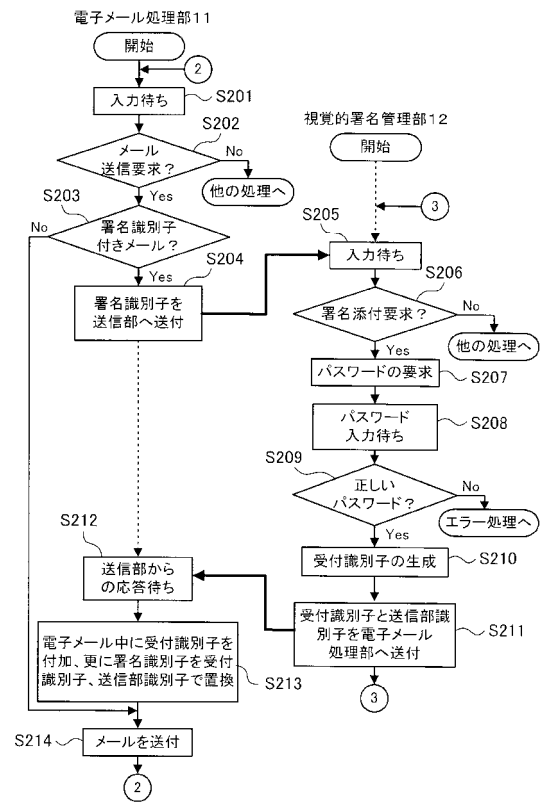 電子メール処理部11
開始
2
入力待ち
S201
S202
メール
送信要求?
No
他の処理へ
Yes
S203
No
署名識別子
付きメール?
Yes
S204
署名識別子を
送信部へ送付
視覚的署名管理部12
開始
3
S205
入力待ち
S206
署名添付要求?
No
他の処理へ
Yes
パスワードの要求
S207
パスワード
入力待ち
S208
S209
正しい
パスワード?
No
エラー処理へ
Yes
受付識別子の生成
S210
受付識別子と送信部識
別子を電子メール
処理部へ送付
S211
3
S212
送信部から
の応答待ち
電子メール中に受付識別子を
付加、更に署名識別子を受付
識別子、送信部識別子で置換
S213
S214
メールを送付
2